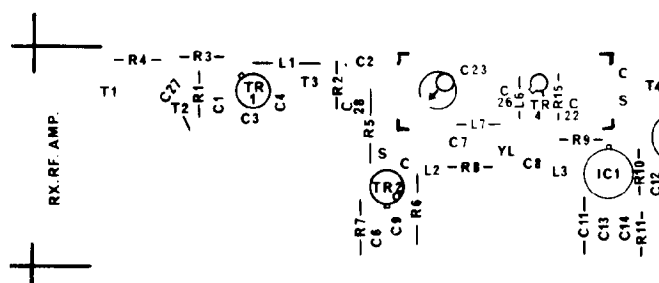 R4
R3
L1
C2
T1
C27
R1
TR
1
T3
R2
C23
C
S
T4
T2
C1
C3
C4
C
28
R5
C
26
L6
TR
4
R15
C
22
RX.RF. AMP.
L7
C7
YL
R9
S
C
L2
R8
C8
L3
IC1
R10
C12
TR2
R7
C6
C9
R6
C11
C13
C14
R11